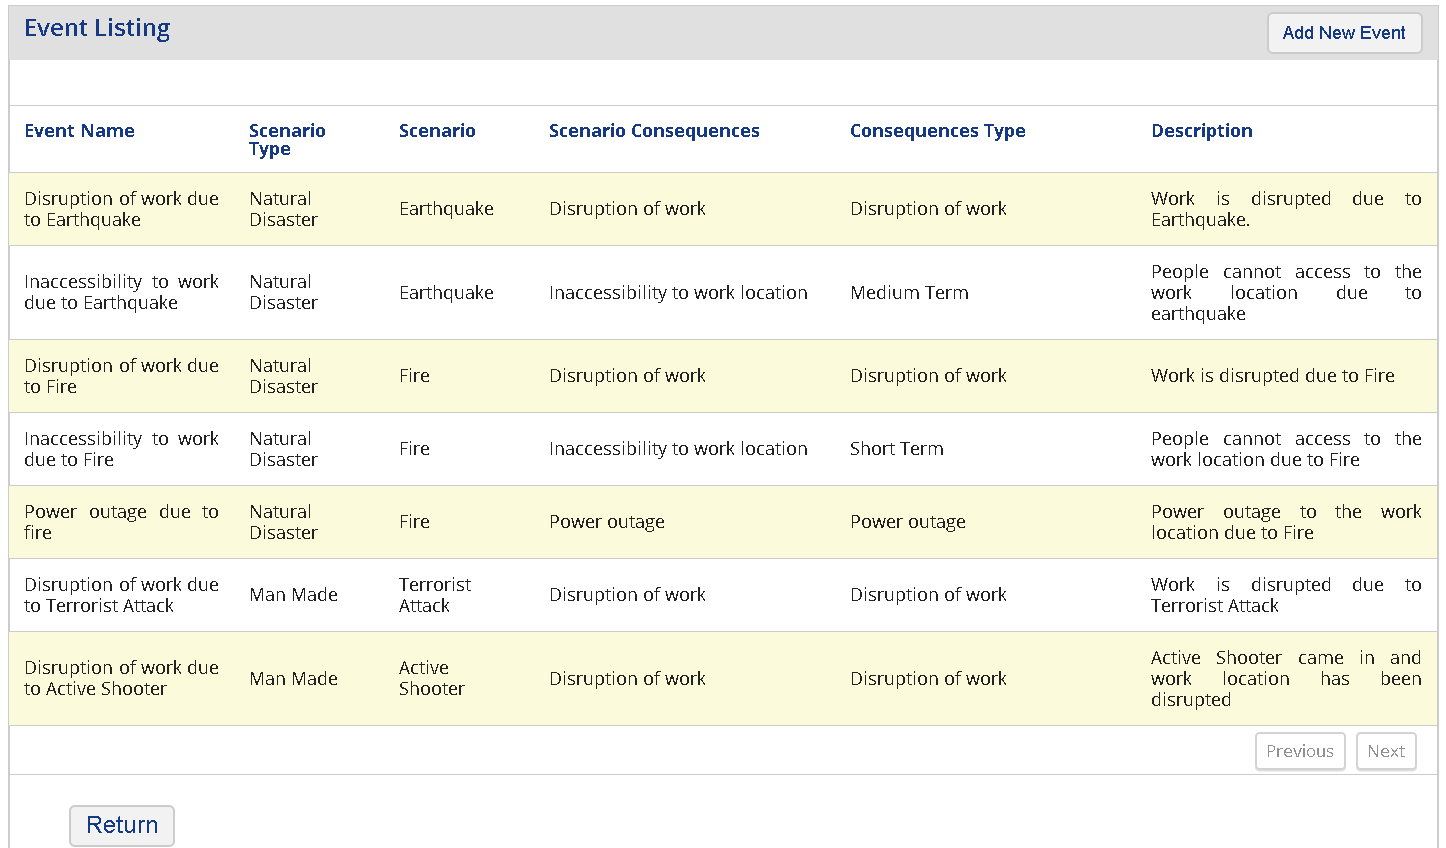 Event Listing
Add New Event
Event Name
Scenario
Type
Scenario
Scenario Consequences
Consequences Type
Description
Disruption of work due
to Earthquake
Natural
Disaster
Earthquake
Disruption of work
Disruption of work
Work is disrupted due to
Earthquake.
Inaccessibility to work
due to Earthquake
Natural
Disaster
Earthquake
Inaccessibility to work location
Medium Term
People cannot access to the
work location due to
earthquake
Disruption of work due
to Fire
Natural
Disaster
Fire
Disruption of work
Disruption of work
Work is disrupted due to Fire
Inaccessibility to work
due to Fire
Natural
Disaster
Fire
Inaccessibility to work location
Short Term
People cannot access to the
work location due to Fire
Power outage due to
fire
Natural
Disaster
Fire
Power outage
Power outage
Power outage to the work
location due to Fire
Disruption of work due
to Terrorist Attack
Man Made
Terrorist
Attack
Disruption of work
Disruption of work
Work is disrupted due to
Terrorist Attack
Disruption of work due
to Active Shooter
Man Made
Active
Shooter
Disruption of work
Disruption of work
Active Shooter came in and
work location has been
disrupted
Previous
Next
Return